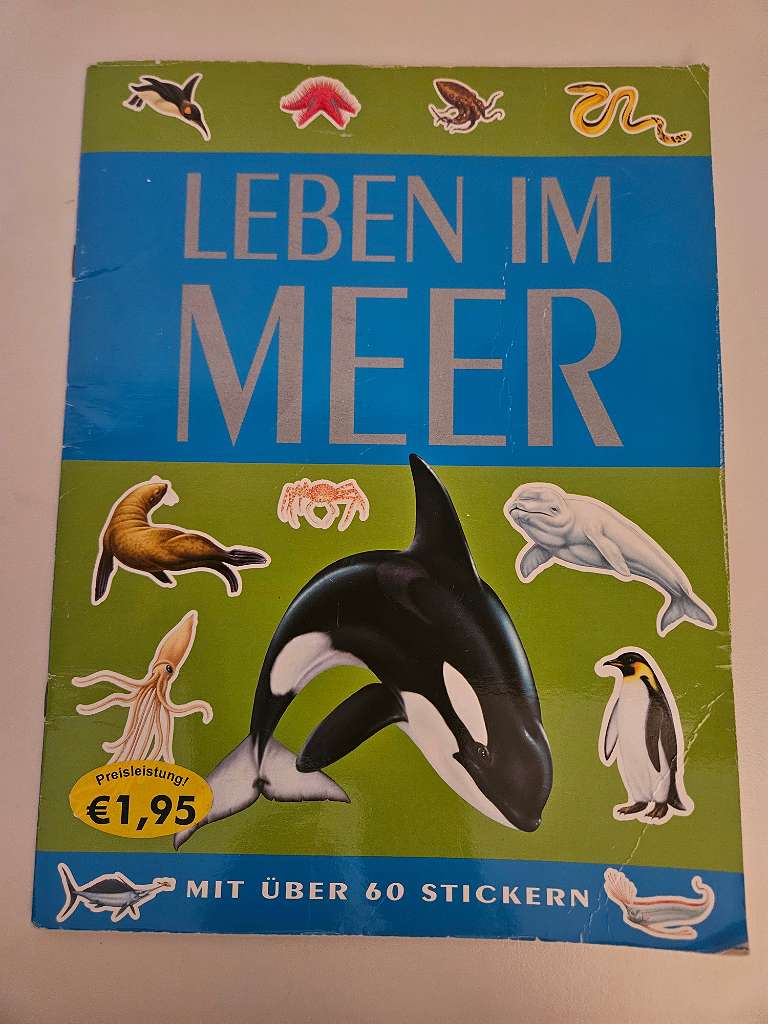 LEBEN IM
MEER
Preisleistung!
€1,95
MIT ÜBER 60 STICKERN